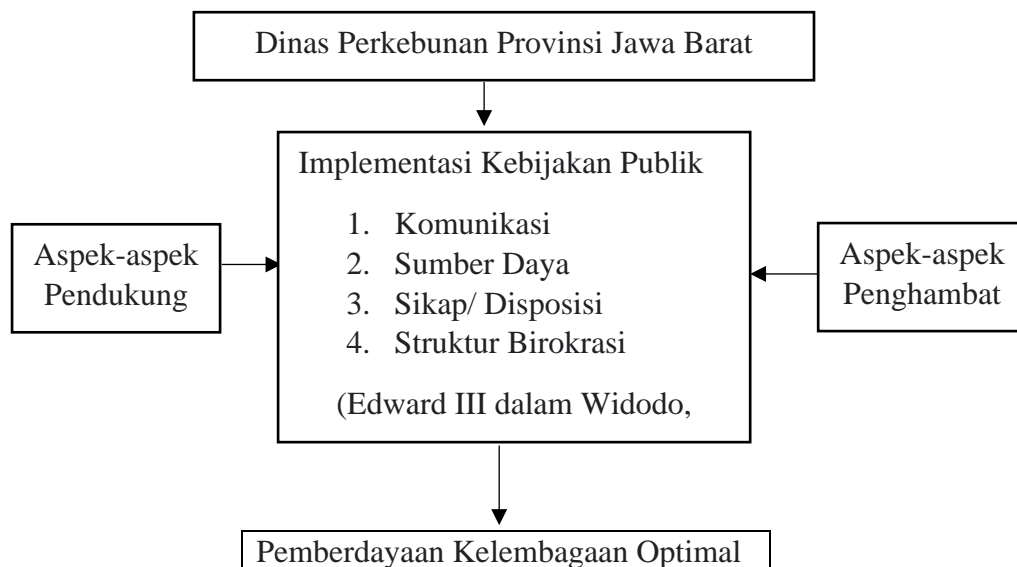 Dinas Perkebunan Provinsi Jawa Barat
Implementasi Kebijakan Publik
1. Komunikasi
2. Sumber Daya
3. Sikap/ Disposisi
4. Struktur Birokrasi
(Edward III dalam Widodo,
Aspek-aspek
Pendukung
Aspek-aspek
Penghambat
Pemberdayaan Kelembagaan Optimal